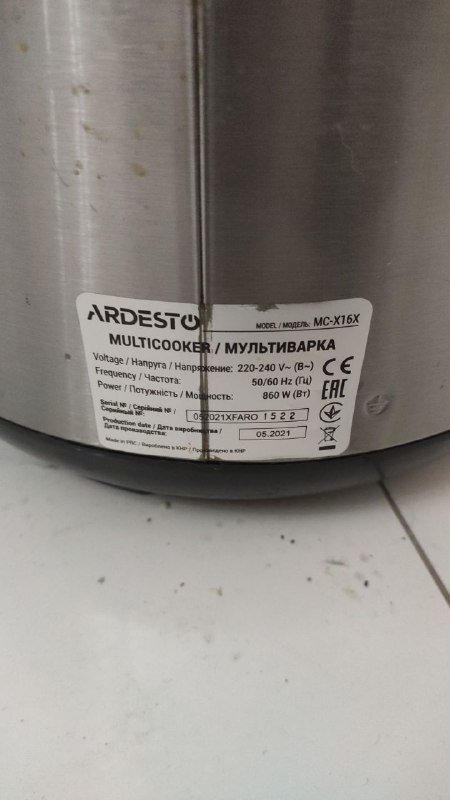 ARDESTO
MODEL / МОДЕЛЬ: MC-X16X
MULTICOOKER / МУЛЬТИВАРКА
Voltage / Напруга / Напряжение: 220-240 V~ (В~)
Frequency / Частота: 50/60 Hz (Гц)
Power / Потужність / Мощность: 860 W (Вт)
CE
EAC
Serial № / Серійний № /
Серийный №: 052021XFARO 1522
Production date / Дата виробництва /
Дата производства: 05.2021
Made in PRC / Вироблено в КНР / Произведено в КНР